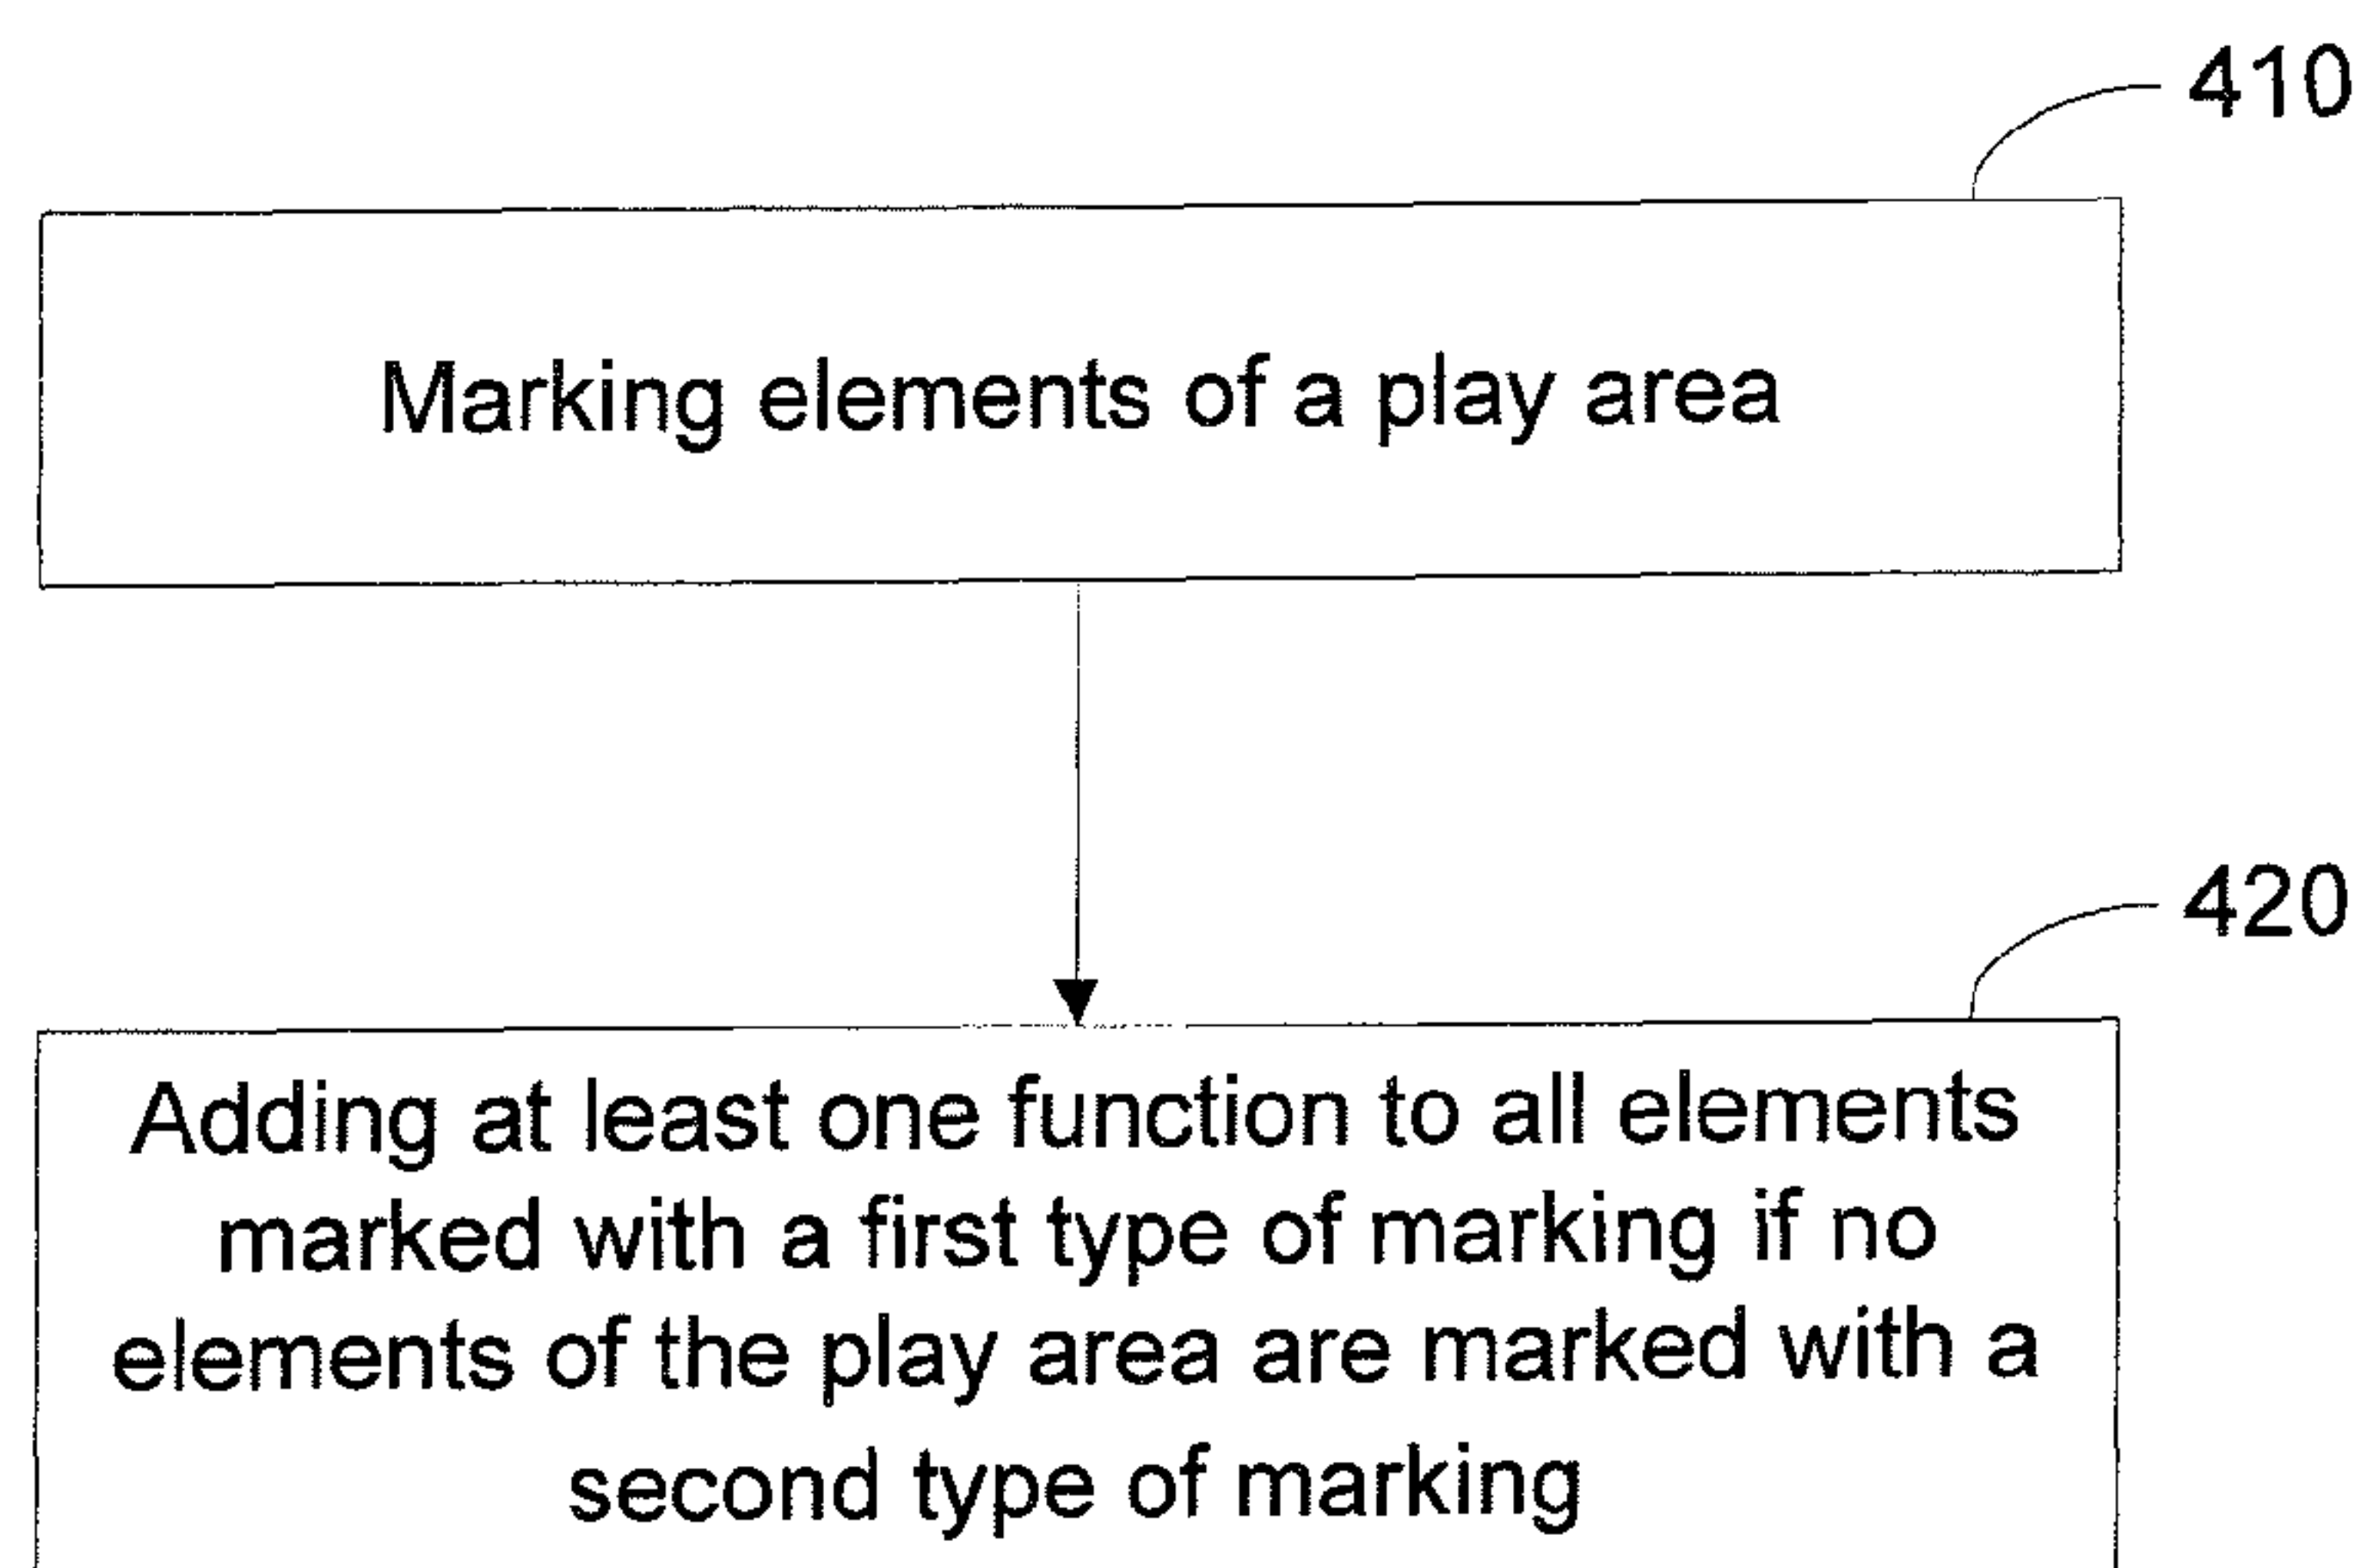 410
Marking elements of a play area
420
Adding at least one function to all elements
marked with a first type of marking if no
elements of the play area are marked with a
second type of marking